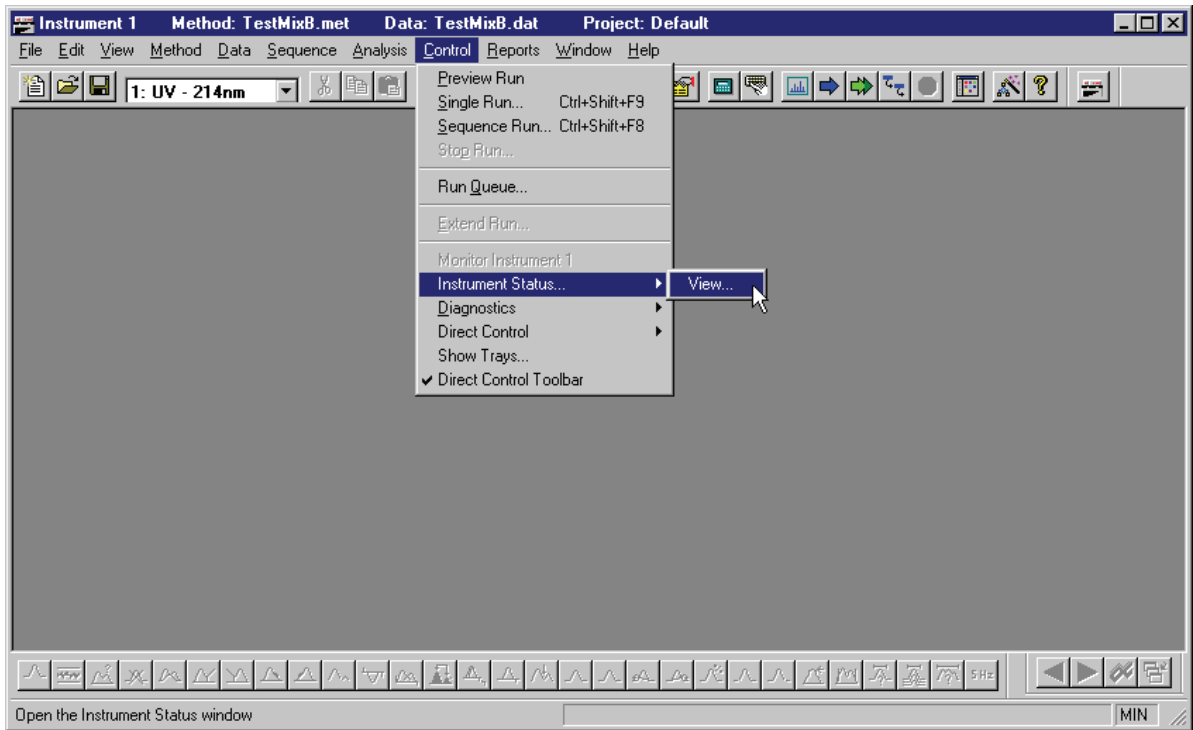 Instrument 1 Method: TestMixB.met Data: TestMixB.dat Project: Default
File Edit View Method Data Sequence Analysis Control Reports Window Help
1: UV - 214nm
Preview Run
Single Run... Ctrl+Shift+F9
Sequence Run... Ctrl+Shift+F8
Stop Run...
Run Queue...
Extend Run...
Monitor Instrument 1
Instrument Status... View...
Diagnostics
Direct Control
Show Trays...
Direct Control Toolbar
5 Hz
Open the Instrument Status window MIN